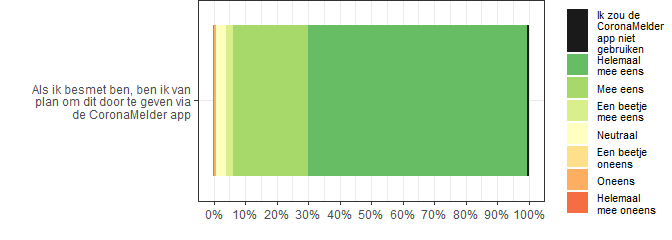 Als ik besmet ben, ben ik van
plan om dit door te geven via
de CoronaMelder app
0% 10% 20% 30% 40% 50% 60% 70% 80% 90% 100%
Ik zou de
CoronaMelder
app niet
gebruiken
Helemaal
mee eens
Mee eens
Een beetje
mee eens
Neutraal
Een beetje
oneens
Oneens
Helemaal
mee oneens